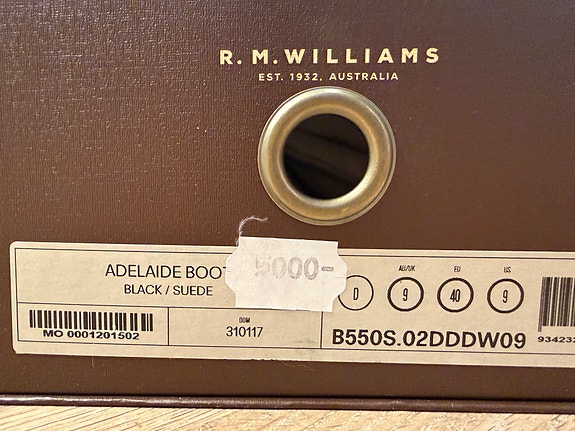 R.M.WILLIAMS
EST. 1932, AUSTRALIA
ADELAIDE BOOT
BLACK / SUEDE
5000-
D
AU/UK
9
EU
40
US
9
MO 0001201502
DOM
310117
B550S.02DDDW09
93423